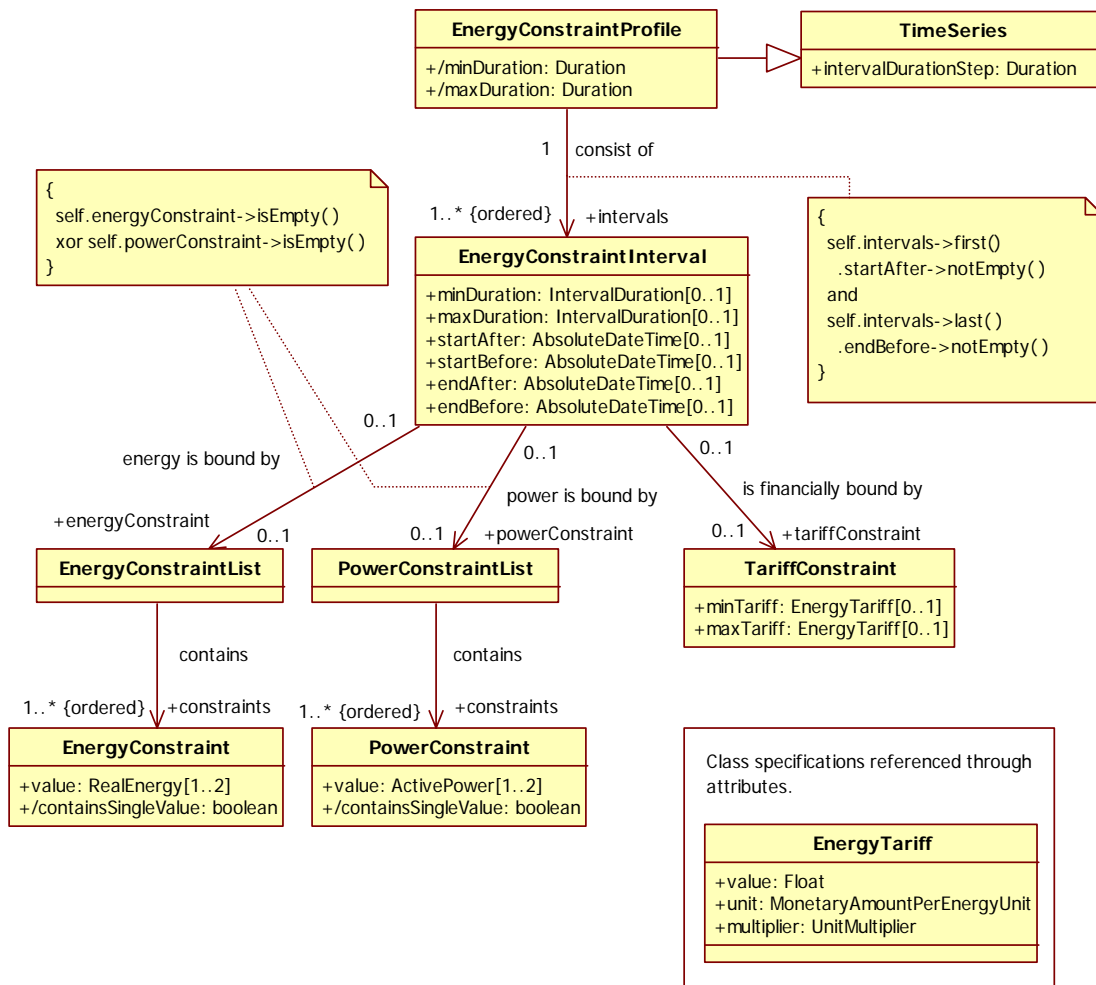 EnergyConstraintProfile
+/minDuration: Duration
+/maxDuration: Duration
TimeSeries
+intervalDurationStep: Duration
1
consist of
{
self.energyConstraint->isEmpty()
xor self.powerConstraint->isEmpty()
}
{
self.intervals->first()
.startAfter->notEmpty()
and
self.intervals->last()
.endBefore->notEmpty()
}
1..* {ordered}
+intervals
EnergyConstraintInterval
+minDuration: IntervalDuration[0..1]
+maxDuration: IntervalDuration[0..1]
+startAfter: AbsoluteDateTime[0..1]
+startBefore: AbsoluteDateTime[0..1]
+endAfter: AbsoluteDateTime[0..1]
+endBefore: AbsoluteDateTime[0..1]
0..1
0..1
0..1
energy is bound by
power is bound by
is financially bound by
+energyConstraint
0..1
0..1
+powerConstraint
0..1
+tariffConstraint
EnergyConstraintList
PowerConstraintList
TariffConstraint
+minTariff: EnergyTariff[0..1]
+maxTariff: EnergyTariff[0..1]
contains
contains
1..* {ordered}
+constraints
1..* {ordered}
+constraints
EnergyConstraint
+value: RealEnergy[1..2]
+/containsSingleValue: boolean
PowerConstraint
+value: ActivePower[1..2]
+/containsSingleValue: boolean
Class specifications referenced through
attributes.
EnergyTariff
+value: Float
+unit: MonetaryAmountPerEnergyUnit
+multiplier: UnitMultiplier